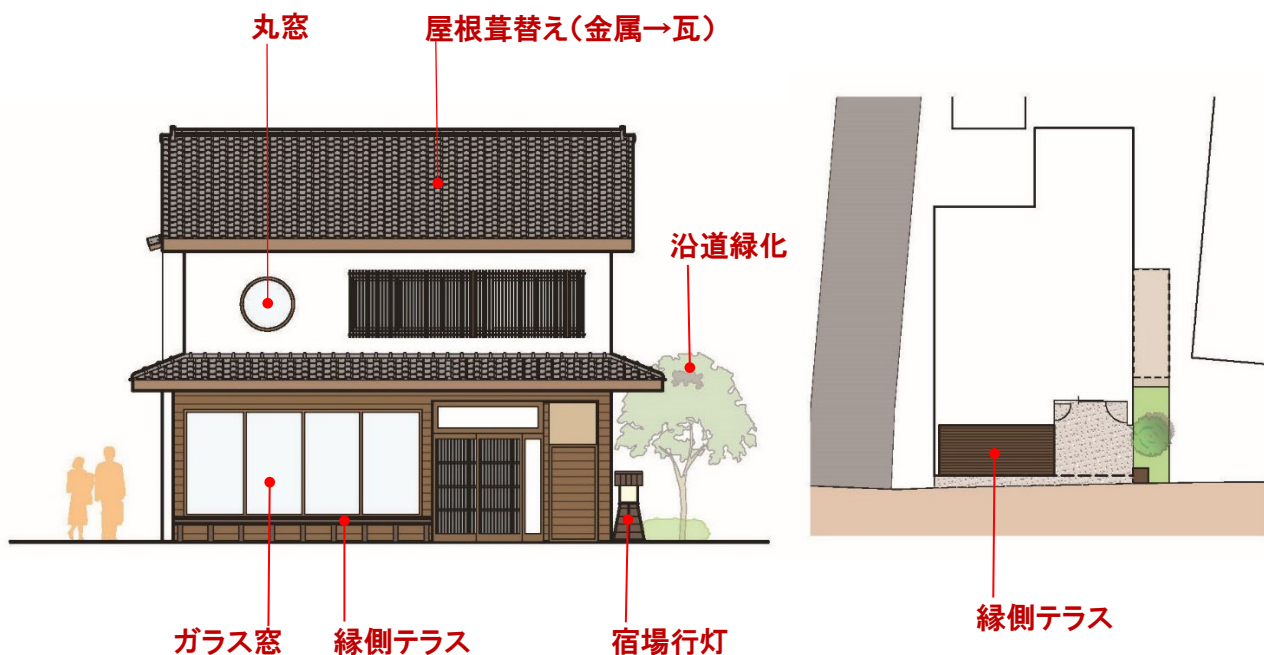 丸窓
屋根葺替え（金属→瓦）
沿道緑化
ガラス窓
縁側テラス
宿場行灯
縁側テラス